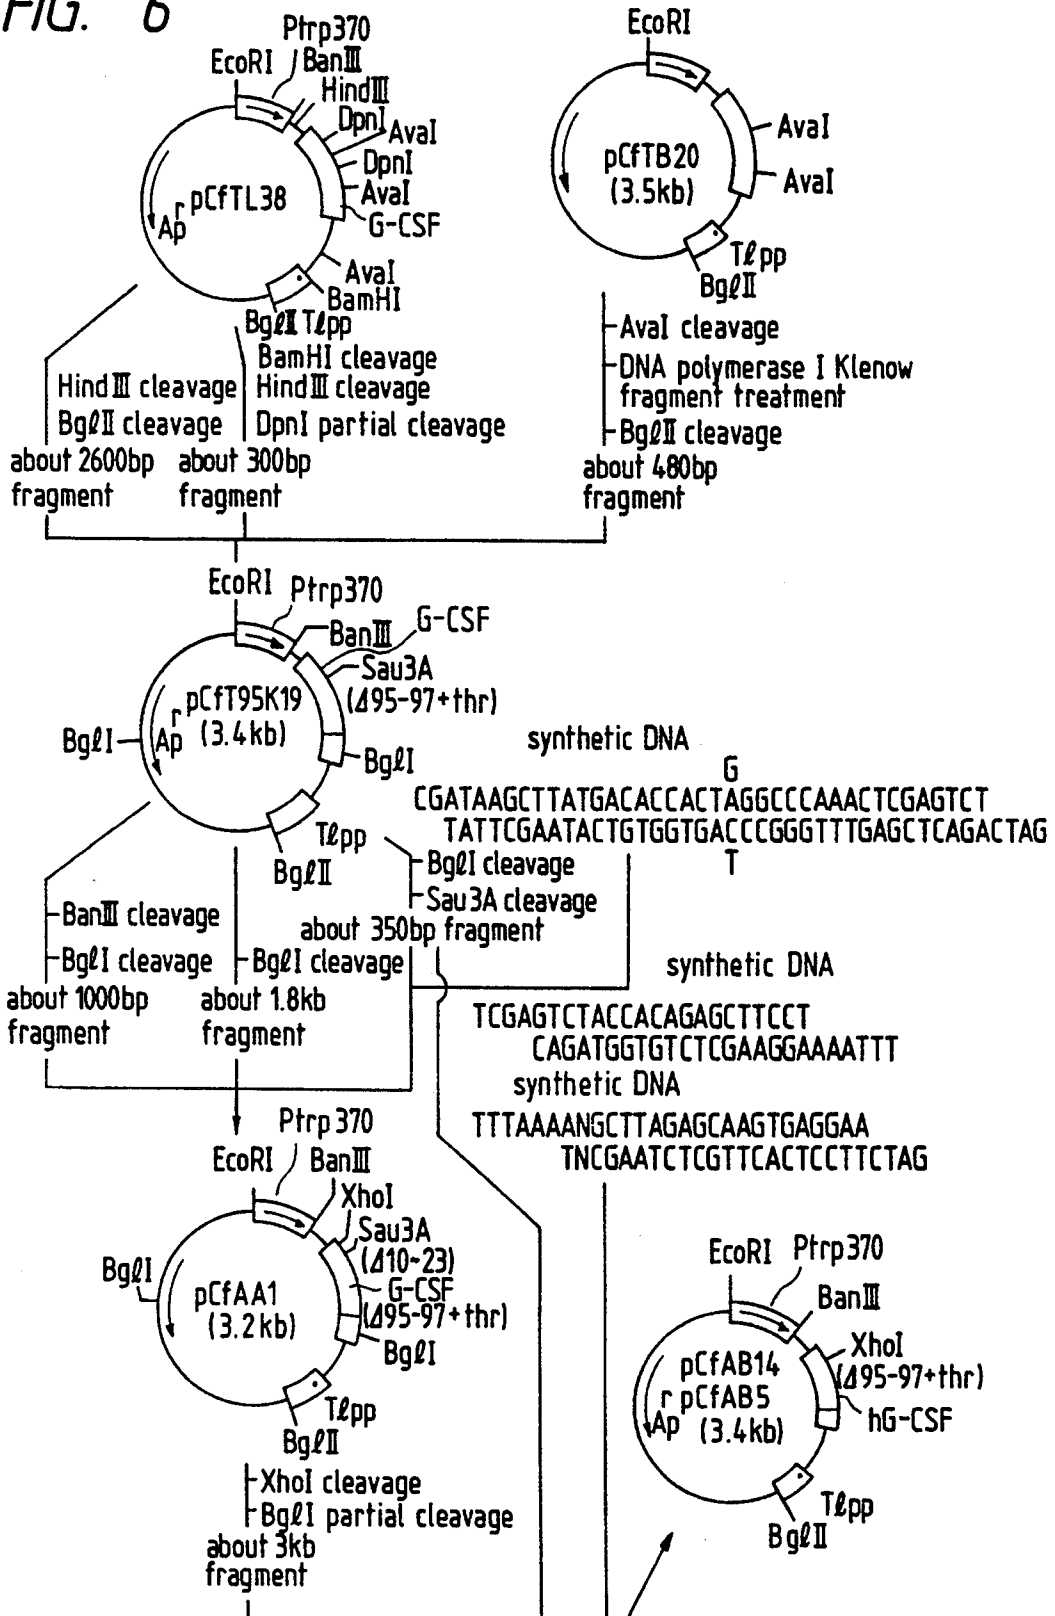 FIG. 6
Ptrp370
EcoRI
BanIII
HindIII
DpnI
AvaI
DpnI
AvaI
G-CSF
pCfTL38
Apr
AvaI
BamHI
BglII Tlpp
EcoRI
AvaI
pCfTB20
(3.5kb)
AvaI
Tlpp
BglII
HindIII cleavage
BglII cleavage
about 2600bp
fragment
BamHI cleavage
HindIII cleavage
DpnI partial cleavage
about 300bp
fragment
AvaI cleavage
DNA polymerase I Klenow
fragment treatment
BglII cleavage
about 480bp
fragment
EcoRI
Ptrp370
BanIII
G-CSF
Sau3A
(Δ95-97+thr)
pCfT95K19
(3.4kb)
Apr
BglI
BglI
Tlpp
BglII
synthetic DNA
G
CGATAAGCTTATGACACCACTAGGCCCAAACTCGAGTCT
TATTCGAATACTGTGGTGACCCGGGTTTGAGCTCAGACTAG
T
BglI cleavage
Sau3A cleavage
about 350bp fragment
BanIII cleavage
BglI cleavage
about 1000bp
fragment
BglI cleavage
about 1.8kb
fragment
synthetic DNA
TCGAGTCTACCACAGAGCTTCCT
CAGATGGTGTCTCGAAGGAAAATTT
synthetic DNA
TTTAAAANGCTTAGAGCAAGTGAGGAA
TNCGAATCTCGTTCACTCCTTCTAG
Ptrp370
EcoRI
BanIII
XhoI
Sau3A
(Δ10~23)
G-CSF
(Δ95-97+thr)
BglI
BglI
pCfAA1
(3.2kb)
Tlpp
BglII
XhoI cleavage
BglI partial cleavage
about 3kb
fragment
EcoRI
Ptrp370
BanIII
XhoI
(Δ95-97+thr)
hG-CSF
pCfAB14
pCfAB5
Apr
(3.4kb)
Tlpp
BglII